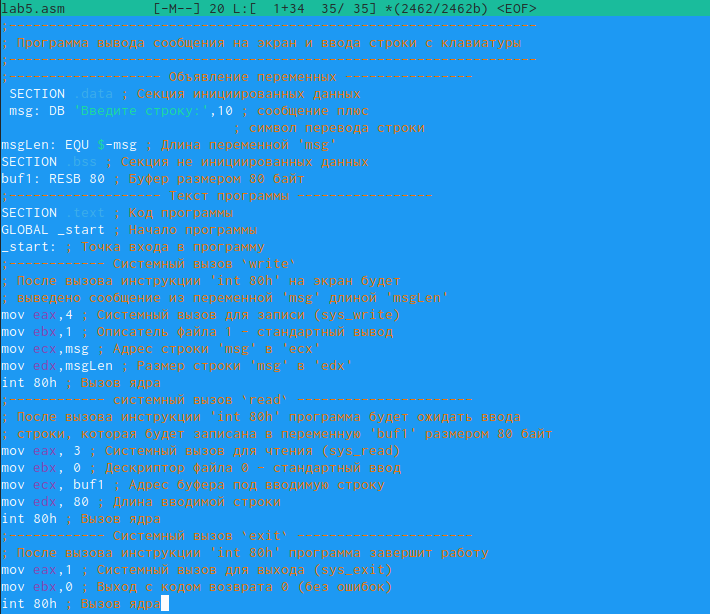 lab5.asm [-M--] 20 L:[ 1+34 35/ 35] *(2462/2462b) <EOF>
;--------------------------------------------------------------
; Программа вывода сообщения на экран и ввода строки с клавиатуры
;--------------------------------------------------------------
;------------------ Объявление переменных ---------------
SECTION .data ; Секция инициированных данных
msg: DB 'Введите строку:',10 ; сообщение плюс
; символ перевода строки
msgLen: EQU $-msg ; Длина переменной 'msg'
SECTION .bss ; Секция не инициированных данных
buf1: RESB 80 ; Буфер размером 80 байт
;------------------ Текст программы ----------------
SECTION .text ; Код программы
GLOBAL _start ; Начало программы
_start: ; Точка входа в программу
;------------ Системный вызов `write`
; После вызова инструкции 'int 80h' на экран будет
; выведено сообщение из переменной 'msg' длиной 'msgLen'
mov eax,4 ; Системный вызов для записи (sys_write)
mov ebx,1 ; Описатель файла 1 - стандартный вывод
mov ecx,msg ; Адрес строки 'msg' в 'ecx'
mov edx,msgLen ; Размер строки 'msg' в 'edx'
int 80h ; Вызов ядра
;------------ системный вызов `read` ----------------------
; После вызова инструкции 'int 80h' программа будет ожидать ввода
; строки, которая будет записана в переменную 'buf1' размером 80 байт
mov eax, 3 ; Системный вызов для чтения (sys_read)
mov ebx, 0 ; Дескриптор файла 0 - стандартный ввод
mov ecx, buf1 ; Адрес буфера под вводимую строку
mov edx, 80 ; Длина вводимой строки
int 80h ; Вызов ядра
;------------ Системный вызов `exit` ---------------------
; После вызова инструкции 'int 80h' программа завершит работу
mov eax,1 ; Системный вызов для выхода (sys_exit)
mov ebx,0 ; Выход с кодом возврата 0 (без ошибок)
int 80h ; Вызов ядра